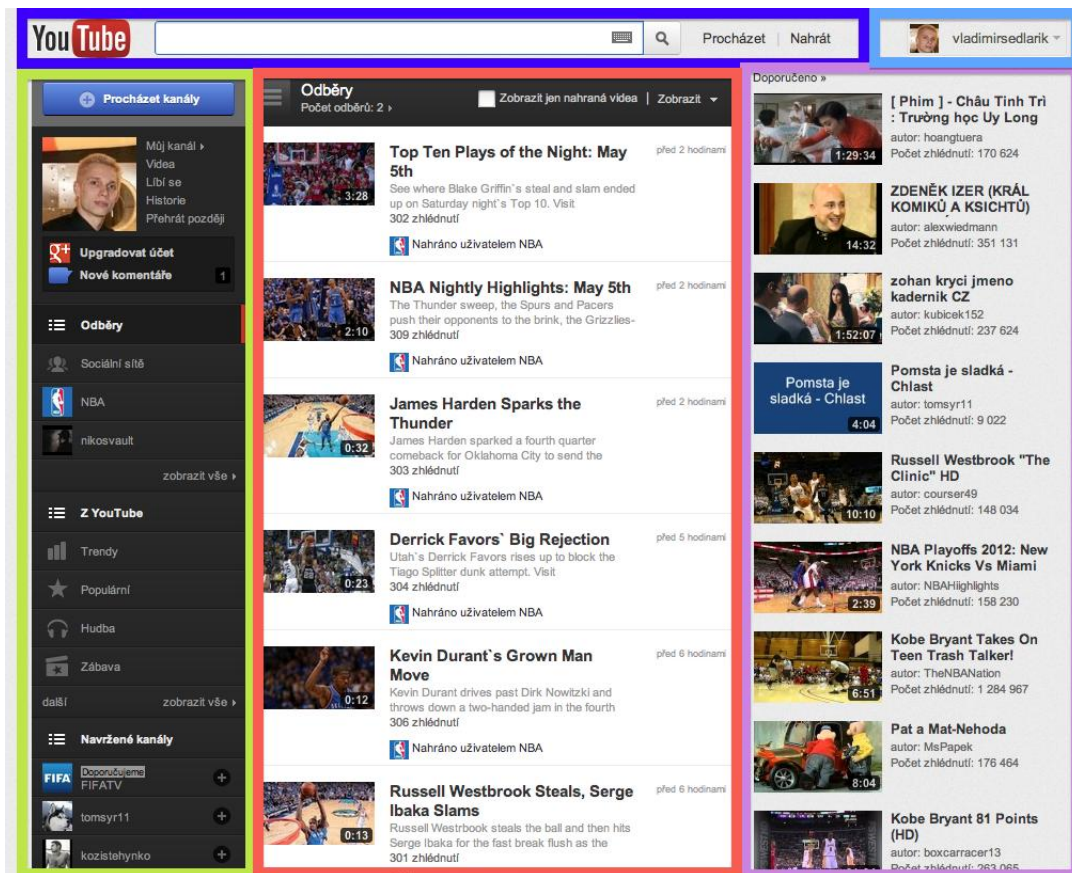 YouTube
Procházet | Nahrát
vladimirsedlarik
Procházet kanály
Můj kanál
Videa
Líbí se
Historie
Přehrát později
Upgradovat účet
Nové komentáře 1
Odběry
Sociální sítě
NBA
nikosvault
zobrazit vše
Z YouTube
Trendy
Populární
Hudba
Zábava
další zobrazit vše
Navržené kanály
FIFA
Doporučujeme
FIFATV
tomsyr11
kozistehynko
Odběry
Počet odběrů: 2
Zobrazit jen nahraná videa | Zobrazit
3:28
Top Ten Plays of the Night: May
5th
před 2 hodinami
See where Blake Griffin`s steal and slam ended
up on Saturday night`s Top 10. Visit
302 zhlédnutí
Nahráno uživatelem NBA
2:10
NBA Nightly Highlights: May 5th
před 2 hodinami
The Thunder sweep, the Spurs and Pacers
push their opponents to the brink, the Grizzlies-
309 zhlédnutí
Nahráno uživatelem NBA
0:32
James Harden Sparks the
Thunder
před 2 hodinami
James Harden sparked a fourth quarter
comeback for Oklahoma City to send the
303 zhlédnutí
Nahráno uživatelem NBA
0:23
Derrick Favors` Big Rejection
před 5 hodinami
Utah`s Derrick Favors rises up to block the
Tiago Splitter dunk attempt. Visit
304 zhlédnutí
Nahráno uživatelem NBA
0:12
Kevin Durant`s Grown Man
Move
před 6 hodinami
Kevin Durant drives past Dirk Nowitzki and
throws down a two-handed jam in the fourth
306 zhlédnutí
Nahráno uživatelem NBA
0:13
Russell Westbrook Steals, Serge
Ibaka Slams
před 6 hodinami
Russell Westrbook steals the ball and then hits
Serge Ibaka for the fast break flush as the
301 zhlédnutí
Doporučeno »
1:29:34
[ Phim ] - Châu Tinh Trì
: Trường học Uy Long
autor: hoangtuera
Počet zhlédnutí: 170 624
14:32
ZDENĚK IZER (KRÁL
KOMIKŮ A KSICHTŮ)
autor: alexwiedmann
Počet zhlédnutí: 351 131
1:52:07
zohan kryci jmeno
kadernik CZ
autor: kubicek152
Počet zhlédnutí: 237 624
Pomsta je
sladká - Chlast
4:04
Pomsta je sladká -
Chlast
autor: tomsyr11
Počet zhlédnutí: 9 022
10:10
Russell Westbrook "The
Clinic" HD
autor: courser49
Počet zhlédnutí: 148 034
2:39
NBA Playoffs 2012: New
York Knicks Vs Miami
autor: NBAHiighlights
Počet zhlédnutí: 158 230
6:51
Kobe Bryant Takes On
Teen Trash Talker!
autor: TheNBANation
Počet zhlédnutí: 1 284 967
8:04
Pat a Mat-Nehoda
autor: MsPapek
Počet zhlédnutí: 176 464
Kobe Bryant 81 Points
(HD)
autor: boxcarracer13
Počet zhlédnutí: 263 065